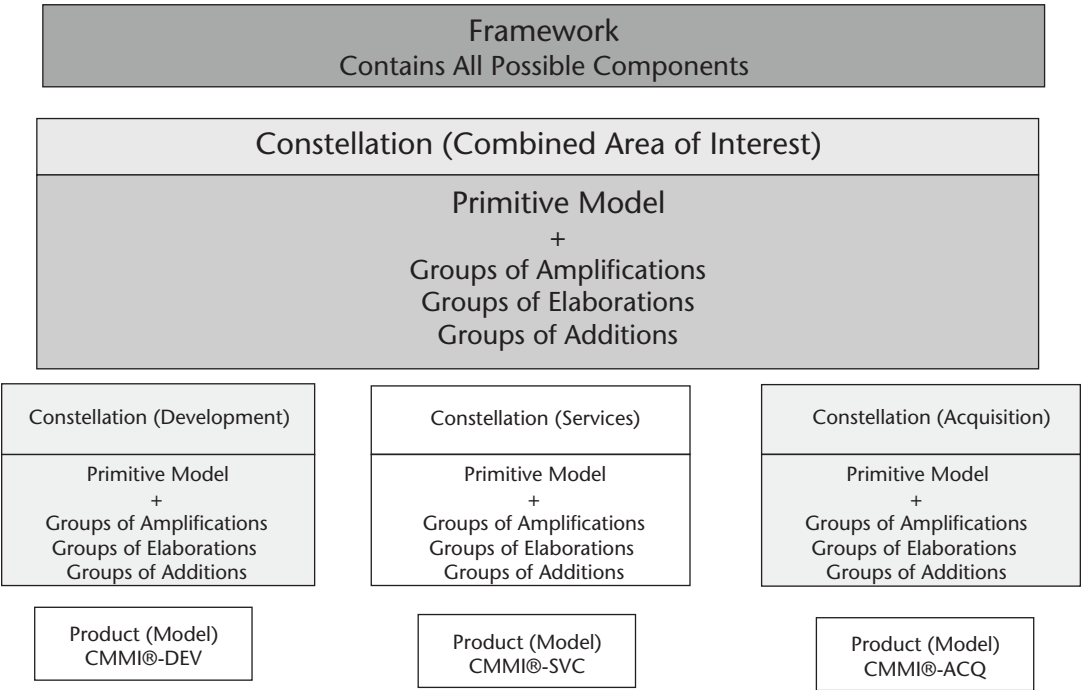 Framework
Contains All Possible Components
Constellation (Combined Area of Interest)
Primitive Model
+
Groups of Amplifications
Groups of Elaborations
Groups of Additions
Constellation (Development)
Primitive Model
+
Groups of Amplifications
Groups of Elaborations
Groups of Additions
Product (Model)
CMMI®-DEV
Constellation (Services)
Primitive Model
+
Groups of Amplifications
Groups of Elaborations
Groups of Additions
Product (Model)
CMMI®-SVC
Constellation (Acquisition)
Primitive Model
+
Groups of Amplifications
Groups of Elaborations
Groups of Additions
Product (Model)
CMMI®-ACQ